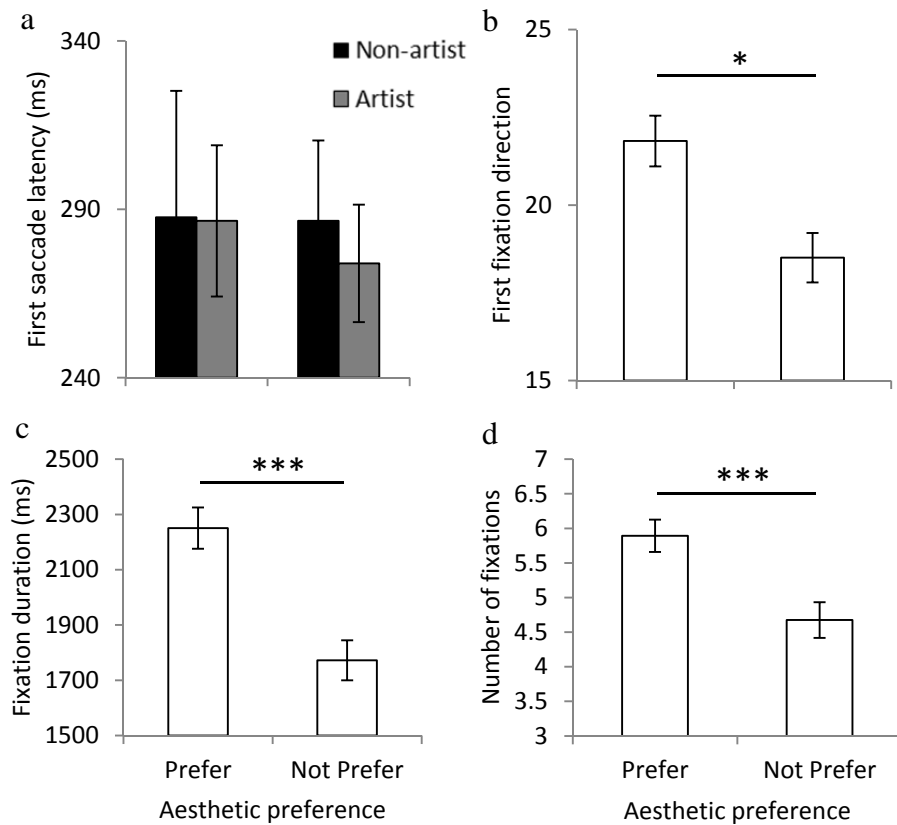 a
First saccade latency (ms)
340
290
240
Non-artist
Artist
b
First fixation direction
25
20
15
*
c
Fixation duration (ms)
2500
2300
2100
1900
1700
1500
***
Prefer
Not Prefer
Aesthetic preference
d
Number of fixations
7
6.5
6
5.5
5
4.5
4
3.5
3
***
Prefer
Not Prefer
Aesthetic preference